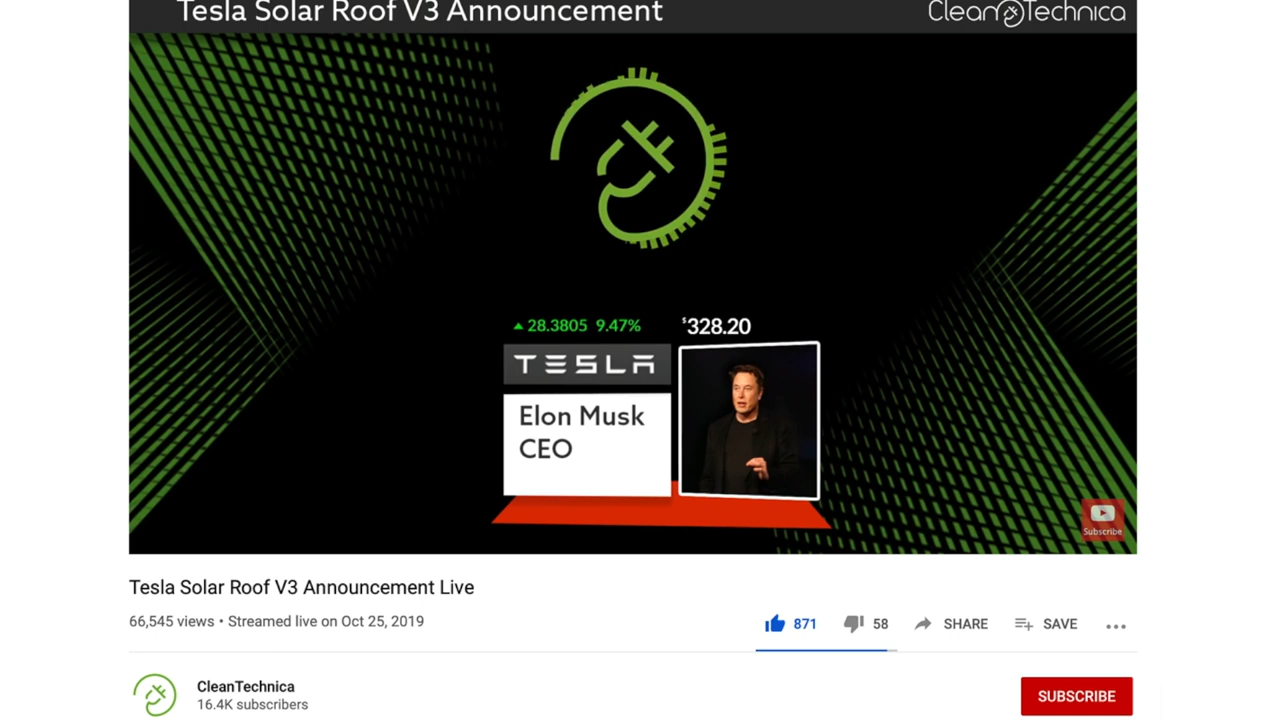 Tesla Solar Roof V3 Announcement
CleanTechnica
▲ 28.3805 9.47% $328.20
TESLA
Elon Musk
CEO
Subscribe
Tesla Solar Roof V3 Announcement Live
66,545 views • Streamed live on Oct 25, 2019
871 58 SHARE SAVE ...
CleanTechnica
16.4K subscribers
SUBSCRIBE